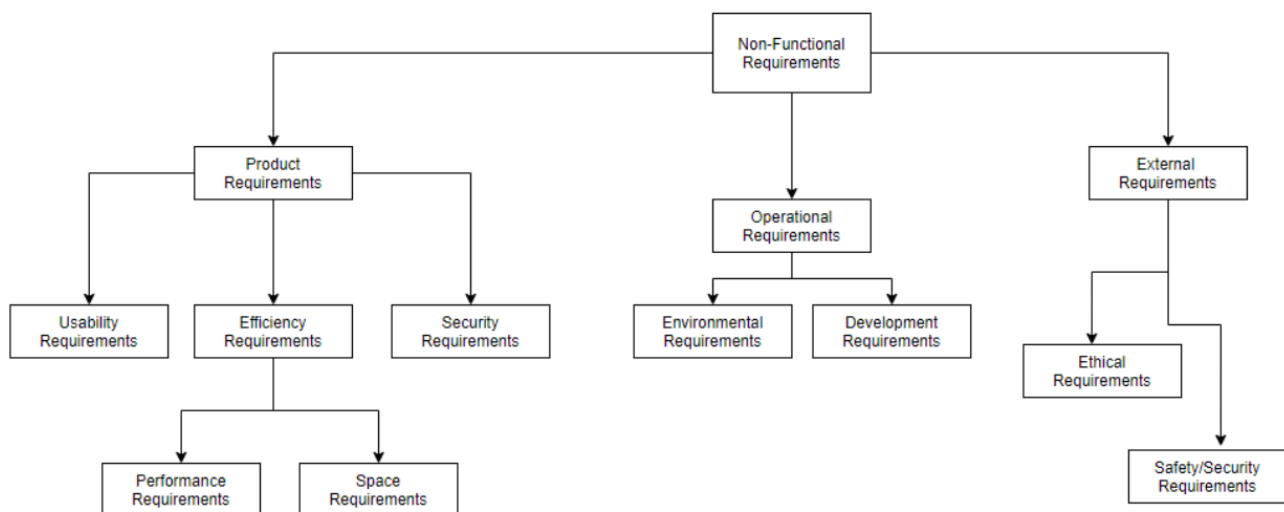 Non-Functional
Requirements
Product
Requirements
External
Requirements
Operational
Requirements
Usability
Requirements
Efficiency
Requirements
Security
Requirements
Environmental
Requirements
Development
Requirements
Ethical
Requirements
Performance
Requirements
Space
Requirements
Safety/Security
Requirements